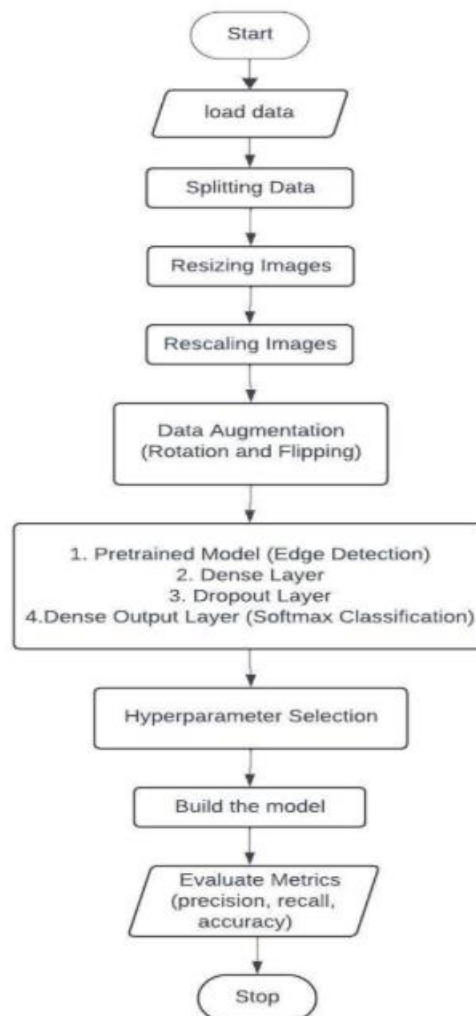 Start
load data
Splitting Data
Resizing Images
Rescaling Images
Data Augmentation
(Rotation and Flipping)
1. Pretrained Model (Edge Detection)
2. Dense Layer
3. Dropout Layer
4.Dense Output Layer (Softmax Classification)
Hyperparameter Selection
Build the model
Evaluate Metrics
(precision, recall,
accuracy)
Stop